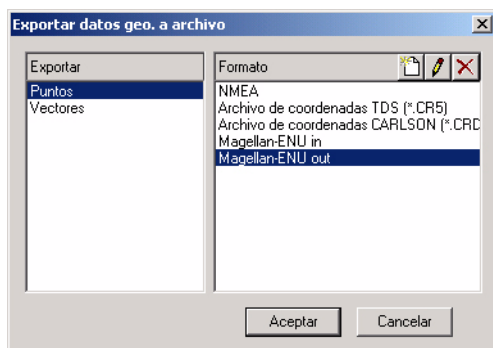 Exportar datos geo. a archivo
Exportar
Puntos
Vectores
Formato
NMEA
Archivo de coordenadas TDS (*.CR5)
Archivo de coordenadas CARLSON (*.CRD
Magellan-ENU in
Magellan-ENU out
Aceptar
Cancelar